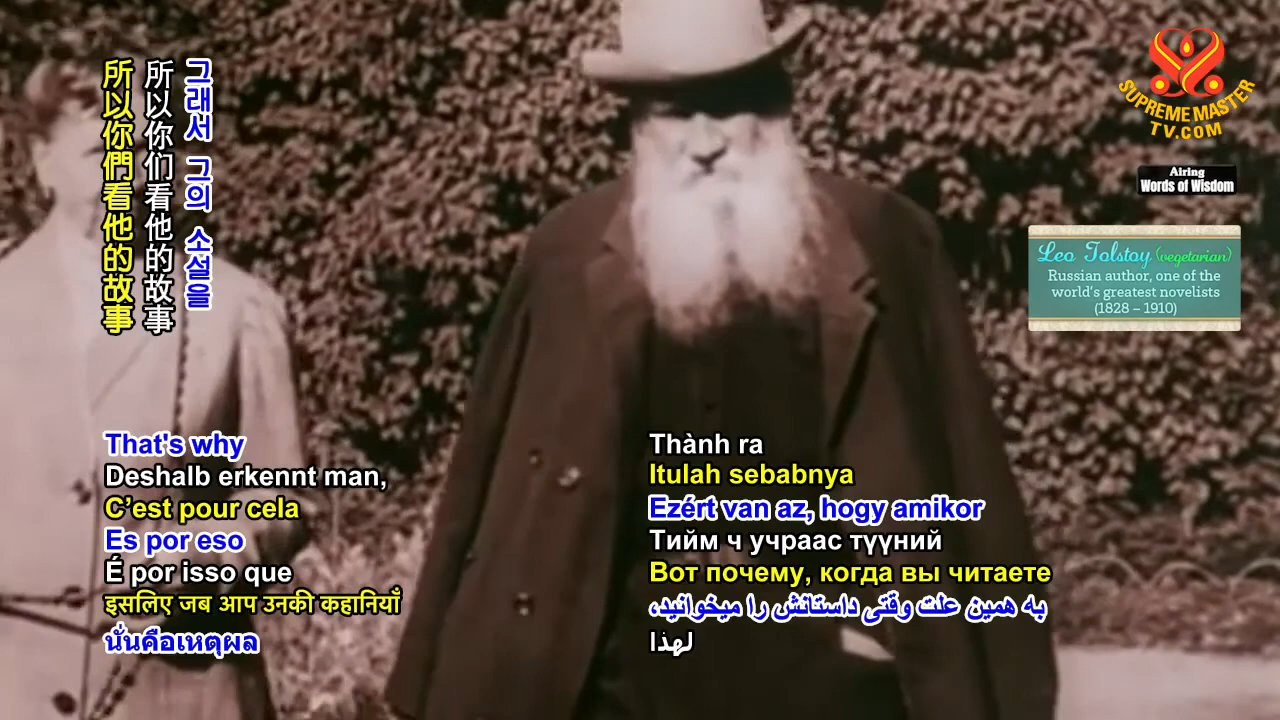 그래서 그의 소설을
所以你们看他的故事
所以你們看他的故事
SUPREME MASTER
TV.COM
Airing
Words of Wisdom
Leo Tolstoy (vegetarian)
Russian author, one of the
world's greatest novelists
(1828 – 1910)
That's why
Deshalb erkennt man,
C’est pour cela
Es por eso
É por isso que
इसलिए जब आप उनकी कहानियाँ
นั่นคือเหตุผล
Thành ra
Itulah sebabnya
Ezért van az, hogy amikor
Тийм ч учраас түүний
Вот почему, когда вы читаете
به همین علت وقتی داستانش را میخوانید،
لهذا